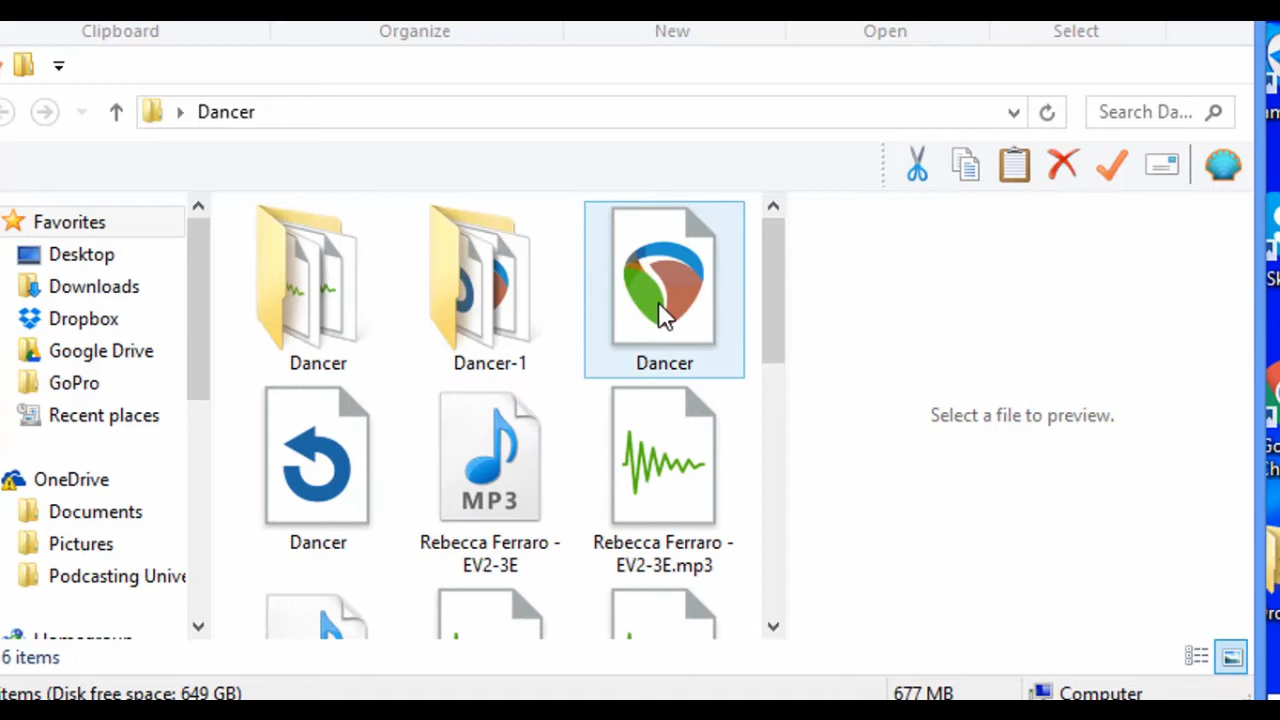 Clipboard
Organize
New
Open
Select
Dancer
Search Da...
Favorites
Desktop
Downloads
Dropbox
Google Drive
GoPro
Recent places
OneDrive
Documents
Pictures
Podcasting Unive
Homegroup
Dancer
Dancer-1
Dancer
Dancer
MP3
Rebecca Ferraro -
EV2-3E
Rebecca Ferraro -
EV2-3E.mp3
Select a file to preview.
6 items
items (Disk free space: 649 GB)
677 MB
Computer